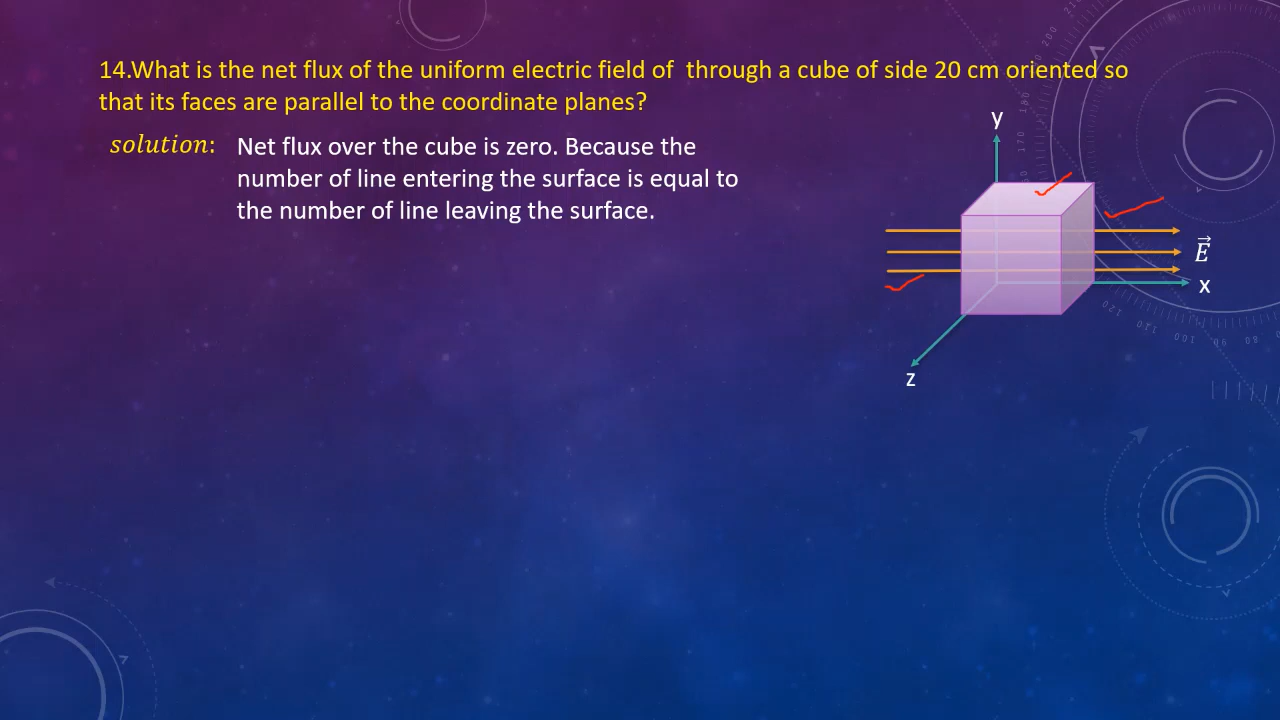 14.What is the net flux of the uniform electric field of  through a cube of side 20 cm oriented so
that its faces are parallel to the coordinate planes?
solution:
Net flux over the cube is zero. Because the
number of line entering the surface is equal to
the number of line leaving the surface.
y
E⃗
x
z